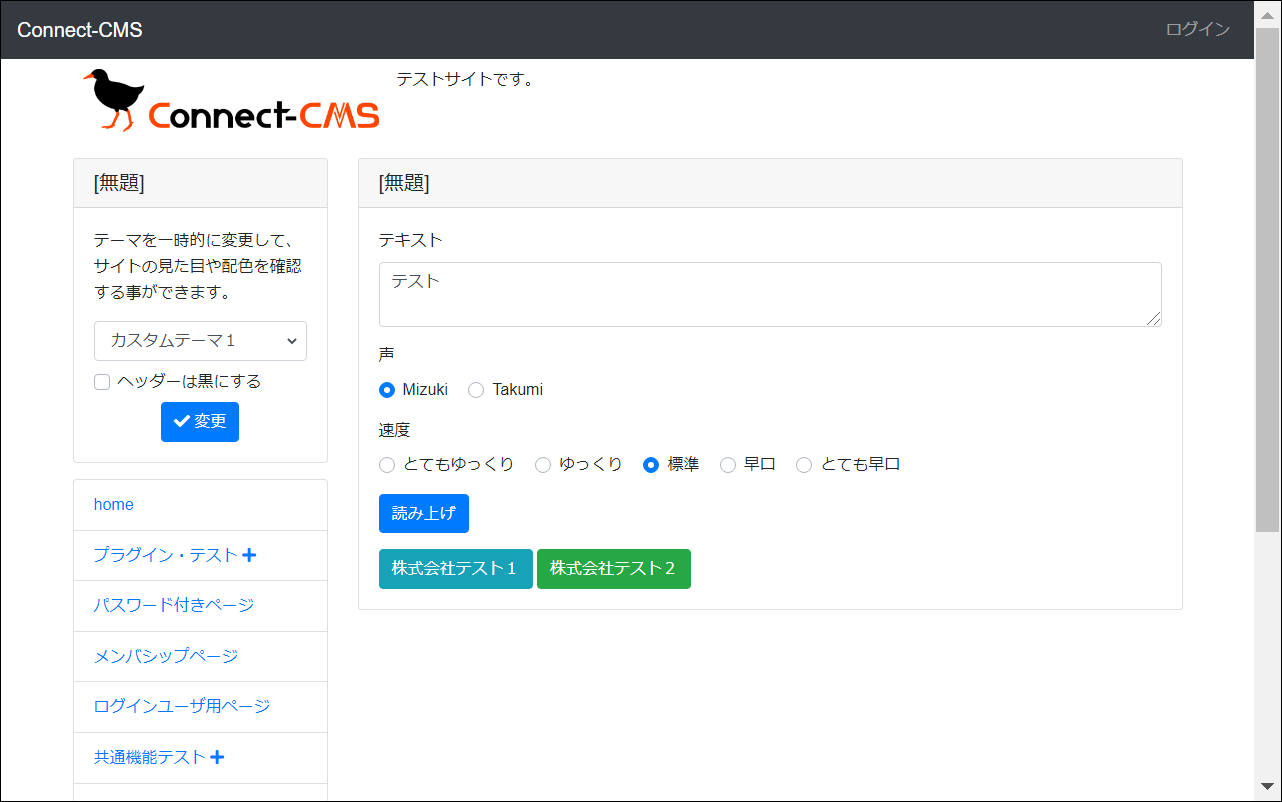 Connect-CMS
ログイン
Connect-CMS
テストサイトです。
[無題]
テーマを一時的に変更して、
サイトの見た目や配色を確認
する事ができます。
カスタムテーマ１
ヘッダーは黒にする
変更
home
プラグイン・テスト
パスワード付きページ
メンバシップページ
ログインユーザ用ページ
共通機能テスト
[無題]
テキスト
テスト
声
Mizuki Takumi
速度
とてもゆっくり ゆっくり 標準 早口 とても早口
読み上げ
株式会社テスト１ 株式会社テスト２